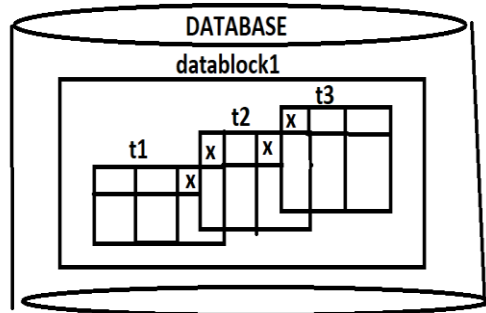 DATABASE
datablock1
t3
t2
x
t1
x
x
x